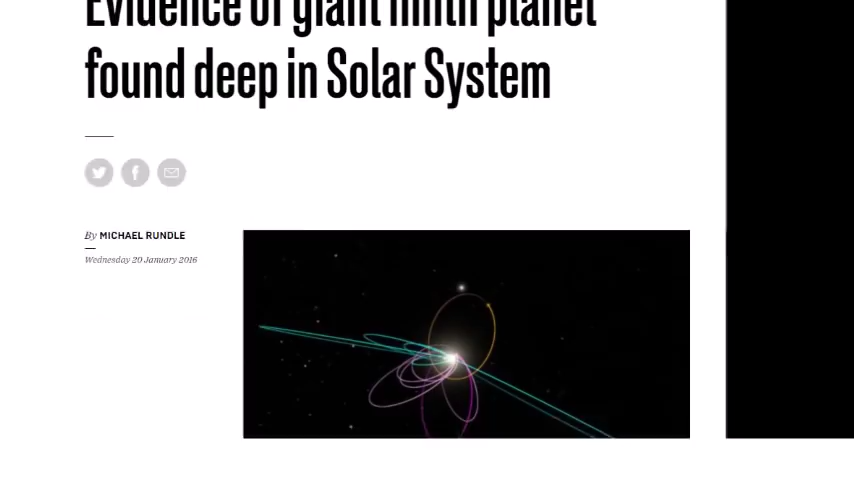 Evidence of giant ninth planet
found deep in Solar System
By MICHAEL RUNDLE
Wednesday 20 January 2016